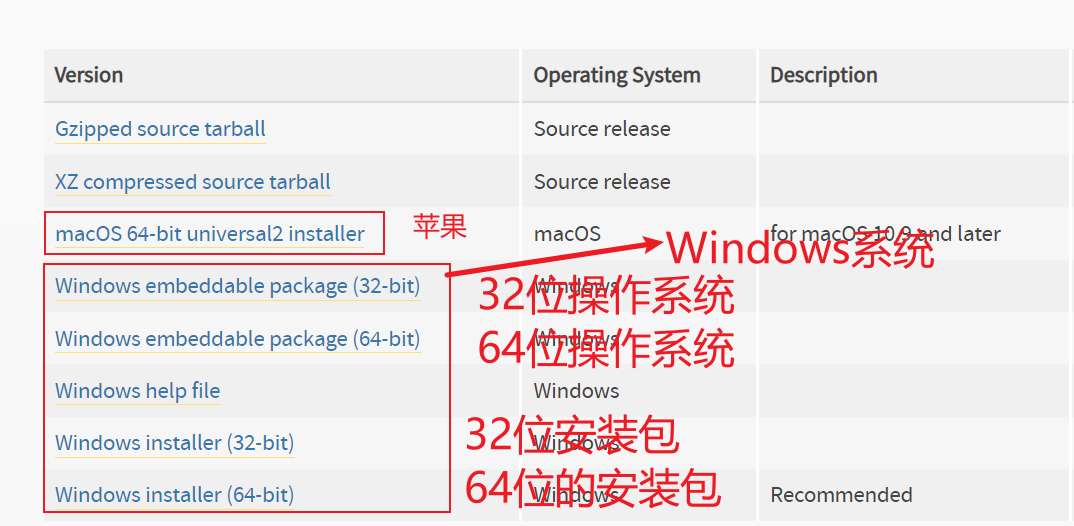 Version Operating System Description
Gzipped source tarball Source release
XZ compressed source tarball Source release
macOS 64-bit universal2 installer 苹果 macOS for macOS 10.9 and later
Windows系统
Windows embeddable package (32-bit) Windows
32位操作系统
Windows embeddable package (64-bit) Windows
64位操作系统
Windows help file Windows
Windows installer (32-bit) Windows
32位安装包
Windows installer (64-bit) Windows Recommended
64位的安装包